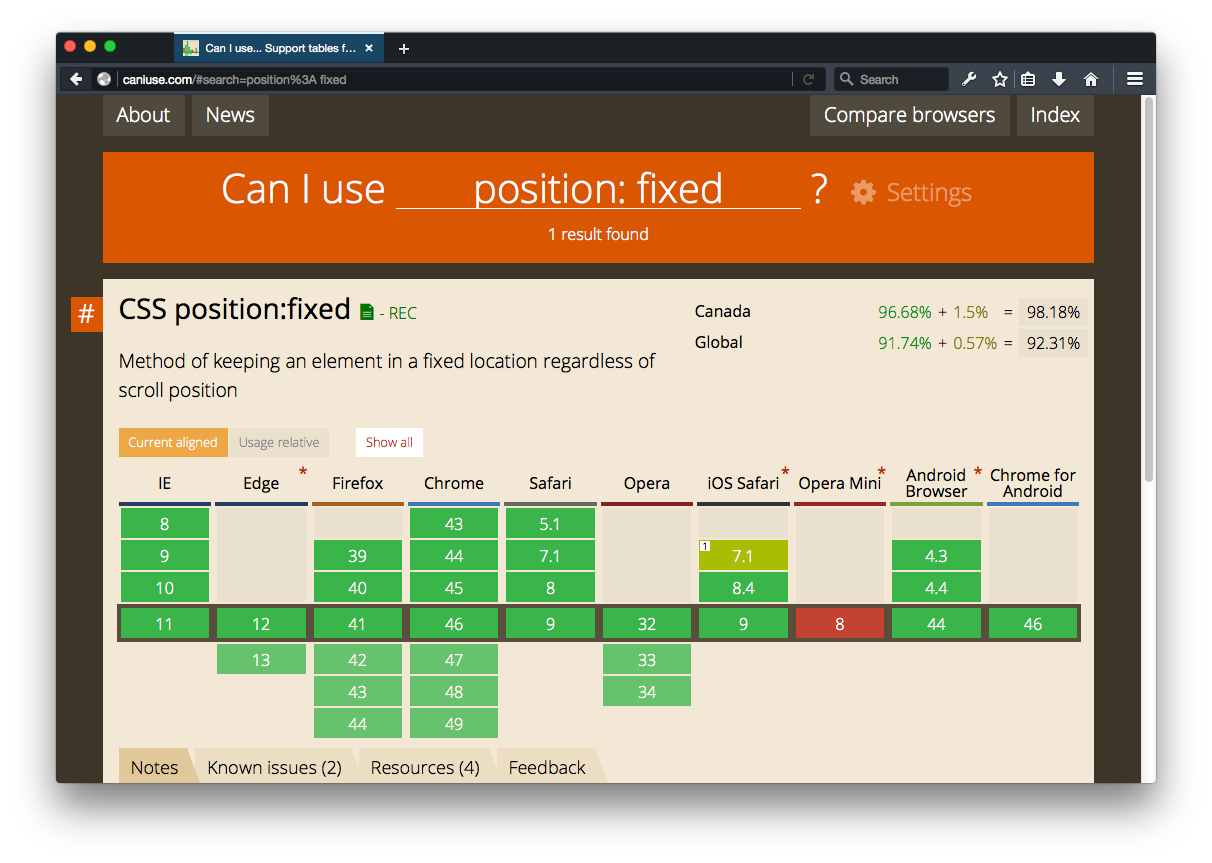 Can I use... Support tables f...
caniuse.com/#search=position%3A fixed
Search
About News Compare browsers Index
Can I use position: fixed ? Settings
1 result found
# CSS position:fixed - REC
Method of keeping an element in a fixed location regardless of
scroll position
Canada 96.68% + 1.5% = 98.18%
Global 91.74% + 0.57% = 92.31%
Current aligned Usage relative Show all
IE Edge * Firefox Chrome Safari Opera iOS Safari * Opera Mini * Android Browser * Chrome for Android
8 43 5.1
9 39 44 7.1 1 7.1 4.3
10 40 45 8 8.4 4.4
11 12 41 46 9 32 9 8 44 46
13 42 47 33
43 48 34
44 49
Notes Known issues (2) Resources (4) Feedback